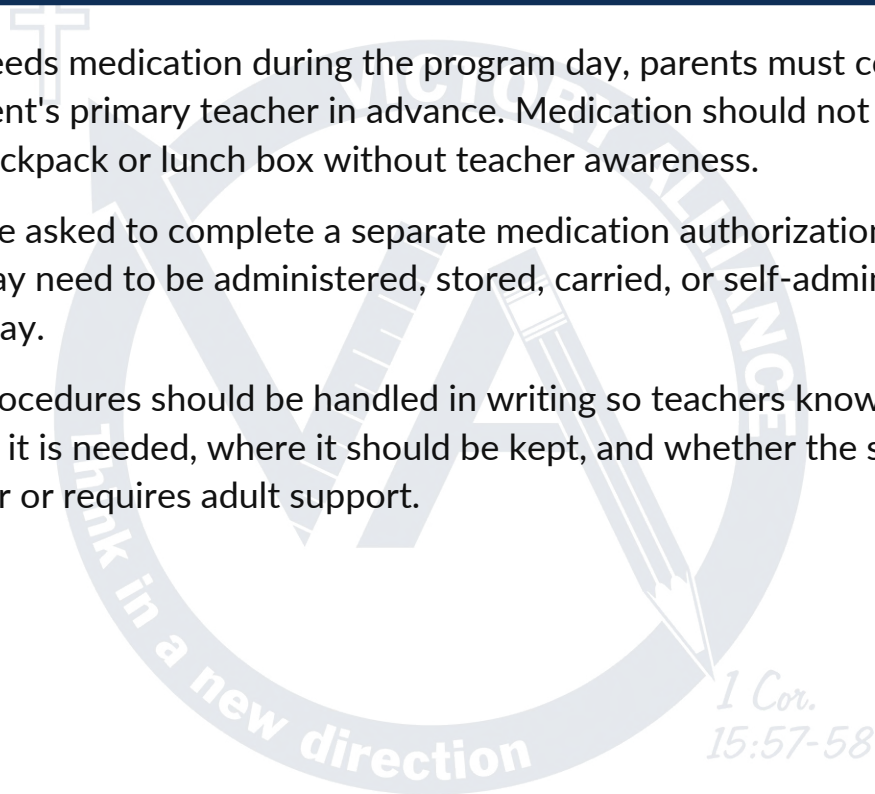 eeds medication during the program day, parents must co
ent's primary teacher in advance. Medication should not
ckpack or lunch box without teacher awareness.
e asked to complete a separate medication authorization
ay need to be administered, stored, carried, or self-admin
ay.
ocedures should be handled in writing so teachers know
it is needed, where it should be kept, and whether the s
r or requires adult support.
VICTORY ALLIANCE
Think in a new direction
1 Cor.
15:57-58